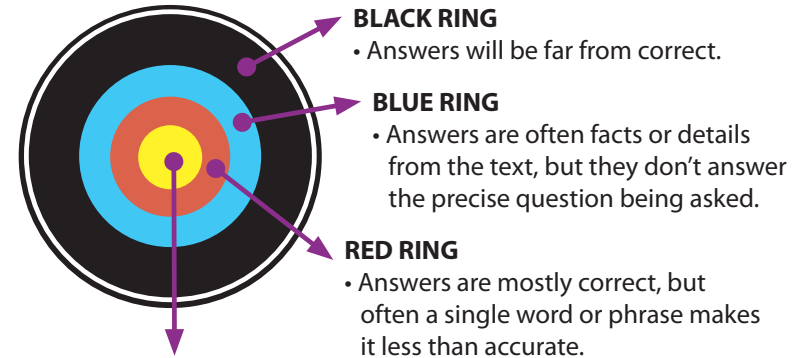 BLACK RING
• Answers will be far from correct.
BLUE RING
• Answers are often facts or details
from the text, but they don’t answer
the precise question being asked.
RED RING
• Answers are mostly correct, but
often a single word or phrase makes
it less than accurate.